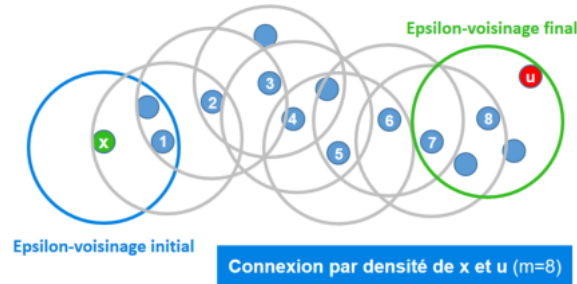 Epsilon-voisinage final
u
3
2
4
6
8
x
1
5
7
Epsilon-voisinage initial
Connexion par densité de x et u (m=8)